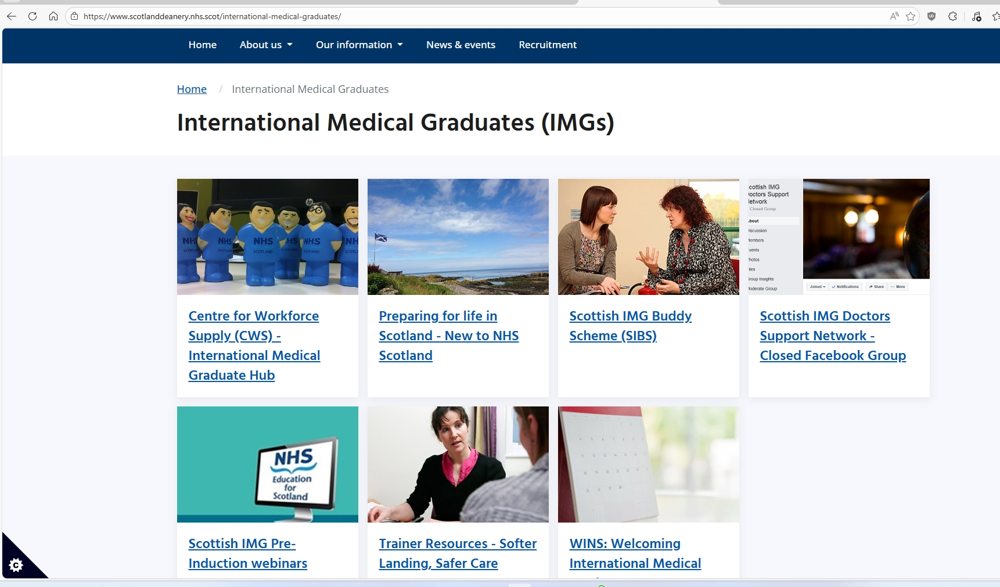 https://www.scotlanddeanery.nhs.scot/international-medical-graduates/
Home
About us
Our information
News & events
Recruitment
Home / International Medical Graduates
International Medical Graduates (IMGs)
NHS
NHS
NHS
NHS
NHS
SCOTLAND
SCOTLAND
Centre for Workforce
Supply (CWS) -
International Medical
Graduate Hub
Preparing for life in
Scotland - New to NHS
Scotland
Scottish IMG Buddy
Scheme (SIBS)
cottish IMG
octors Support
etwork
Closed Group
bout
iscussion
embers
vents
hotos
iles
roup Insights
oderate Group
Joined
Notifications
Share
More
Scottish IMG Doctors
Support Network -
Closed Facebook Group
NHS
Education
for
Scotland
Scottish IMG Pre-
Induction webinars
Trainer Resources - Softer
Landing, Safer Care
WINS: Welcoming
International Medical